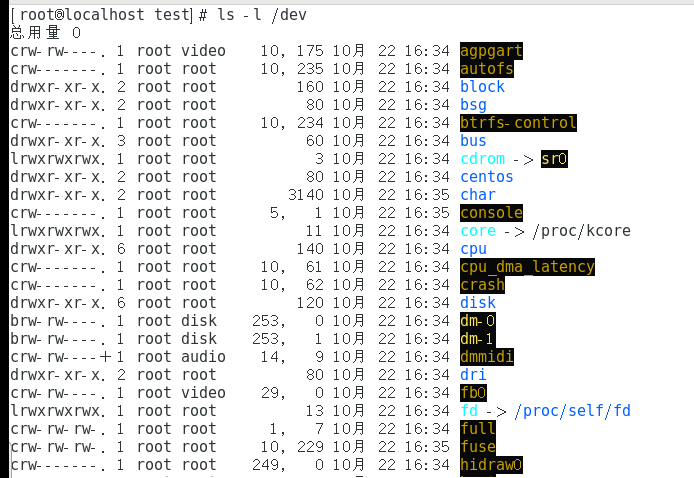 [root@localhost test]# ls -l /dev
总用量 0
crw-rw----. 1 root video 10, 175 10月 22 16:34 agpgart
crw-------. 1 root root 10, 235 10月 22 16:34 autofs
drwxr-xr-x. 2 root root 160 10月 22 16:34 block
drwxr-xr-x. 2 root root 80 10月 22 16:34 bsg
crw-------. 1 root root 10, 234 10月 22 16:34 btrfs-control
drwxr-xr-x. 3 root root 60 10月 22 16:34 bus
lrwxrwxrwx. 1 root root 3 10月 22 16:34 cdrom -> sr0
drwxr-xr-x. 2 root root 80 10月 22 16:34 centos
drwxr-xr-x. 2 root root 3140 10月 22 16:35 char
crw-------. 1 root root 5, 1 10月 22 16:35 console
lrwxrwxrwx. 1 root root 11 10月 22 16:34 core -> /proc/kcore
drwxr-xr-x. 6 root root 140 10月 22 16:34 cpu
crw-------. 1 root root 10, 61 10月 22 16:34 cpu_dma_latency
crw-------. 1 root root 10, 62 10月 22 16:34 crash
drwxr-xr-x. 6 root root 120 10月 22 16:34 disk
brw-rw----. 1 root disk 253, 0 10月 22 16:34 dm-0
brw-rw----. 1 root disk 253, 1 10月 22 16:34 dm-1
crw-rw----+ 1 root audio 14, 9 10月 22 16:34 dmmidi
drwxr-xr-x. 2 root root 80 10月 22 16:34 dri
crw-rw----. 1 root video 29, 0 10月 22 16:34 fb0
lrwxrwxrwx. 1 root root 13 10月 22 16:34 fd -> /proc/self/fd
crw-rw-rw-. 1 root root 1, 7 10月 22 16:34 full
crw-rw-rw-. 1 root root 10, 229 10月 22 16:35 fuse
crw-------. 1 root root 249, 0 10月 22 16:34 hidraw0